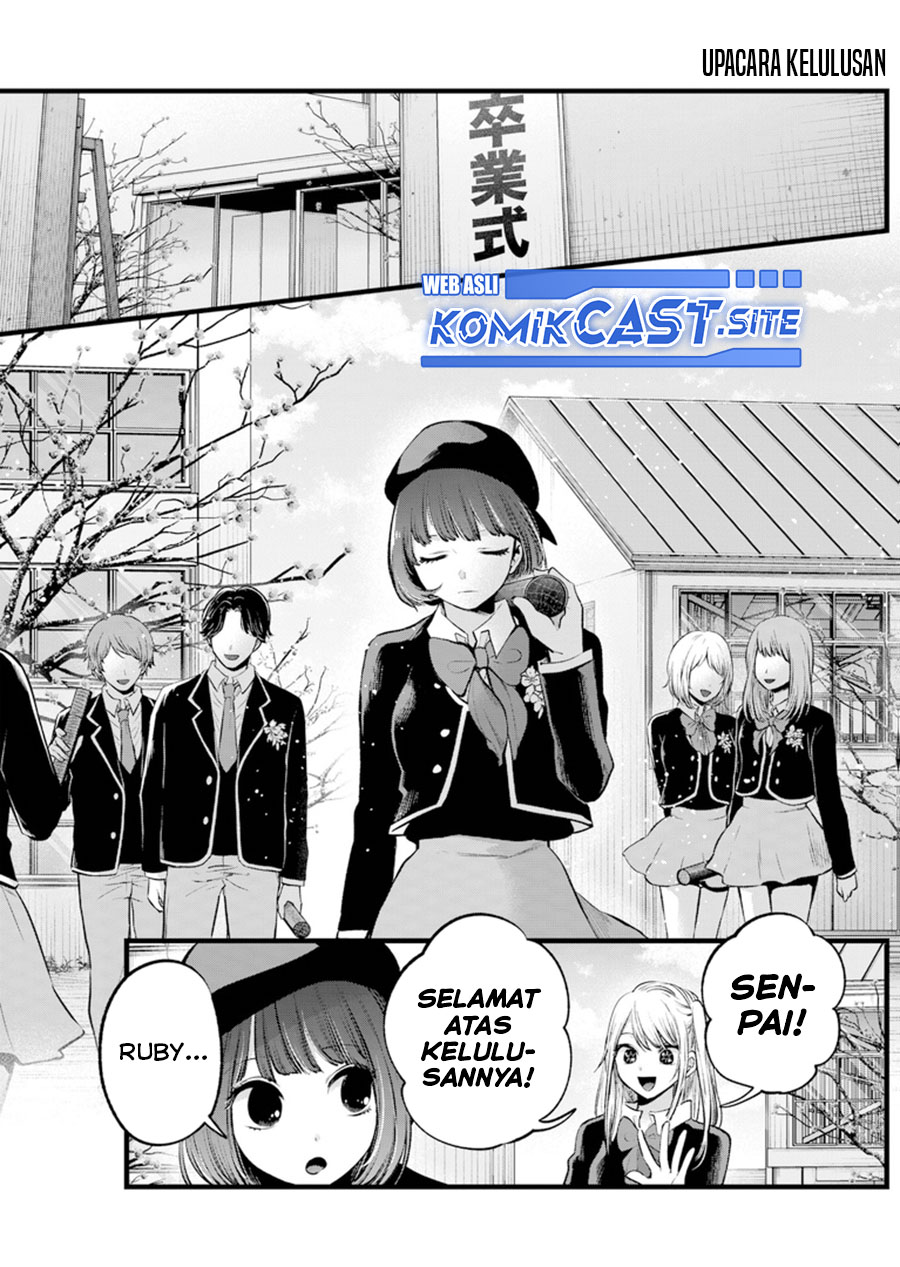 UPACARA KELULUSAN
卒業式
WEB ASLI
KOMIKCAST.SITE
SEN-
PAI!
SELAMAT
ATAS
KELULU-
SANNYA!
RUBY...